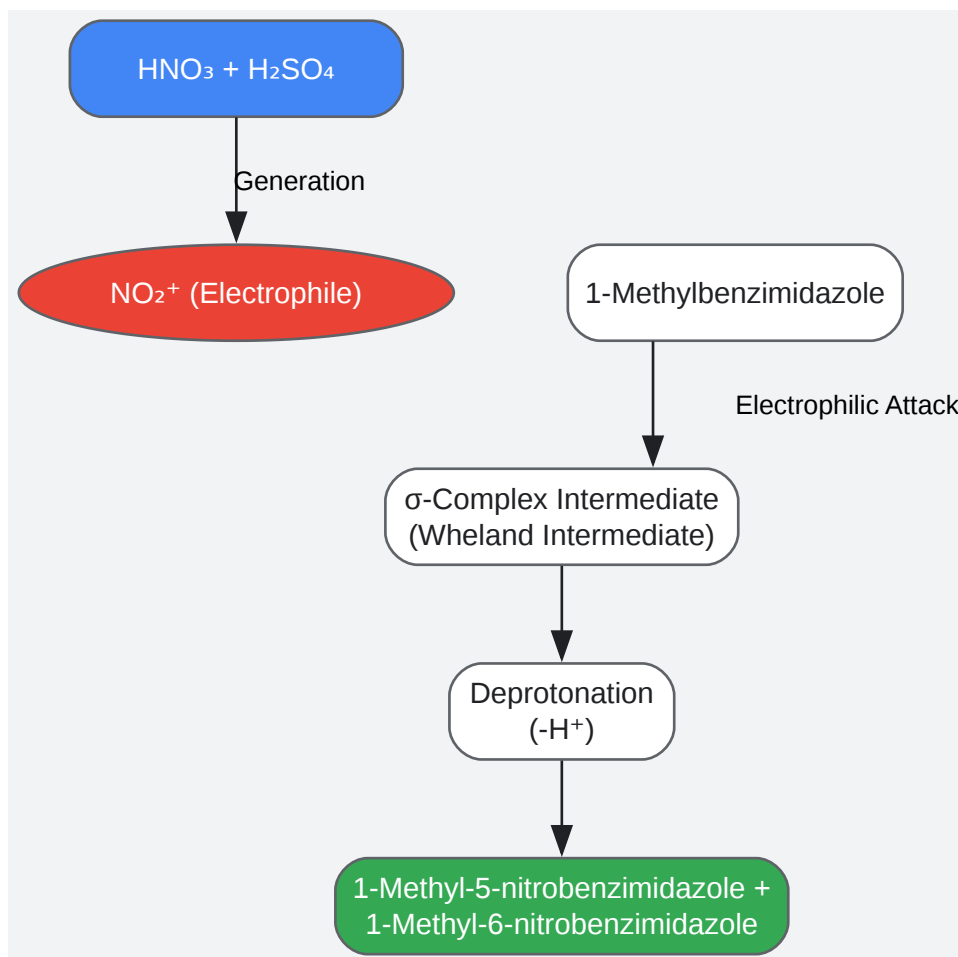 HNO₃ + H₂SO₄
Generation
NO₂⁺ (Electrophile)
1-Methylbenzimidazole
Electrophilic Attack
σ-Complex Intermediate
(Wheland Intermediate)
Deprotonation
(-H⁺)
1-Methyl-5-nitrobenzimidazole +
1-Methyl-6-nitrobenzimidazole